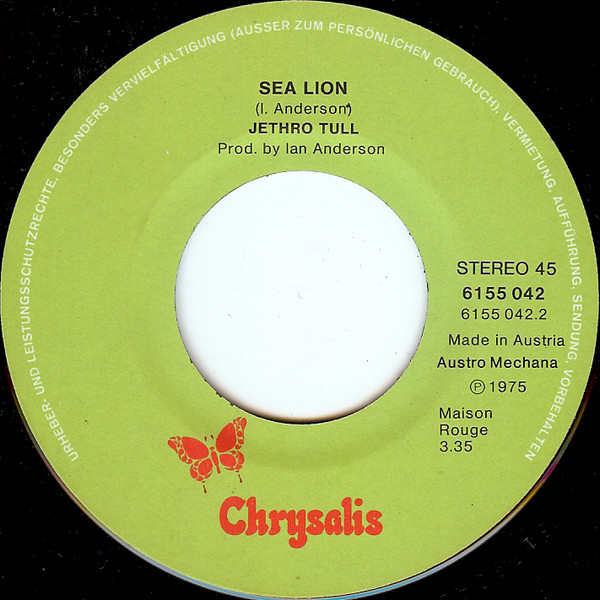 URHEBER- UND LEISTUNGSSCHUTZRECHTE, BESONDERS VERVIELFÄLTIGUNG (AUSSER ZUM PERSÖNLICHEN GEBRAUCH), VERMIETUNG, AUFFÜHRUNG, SENDUNG, VORBEHALTEN
SEA LION
(I. Anderson)
JETHRO TULL
Prod. by Ian Anderson
STEREO 45
6155 042
6155 042.2
Made in Austria
Austro Mechana
℗ 1975
Maison
Rouge
3.35
Chrysalis